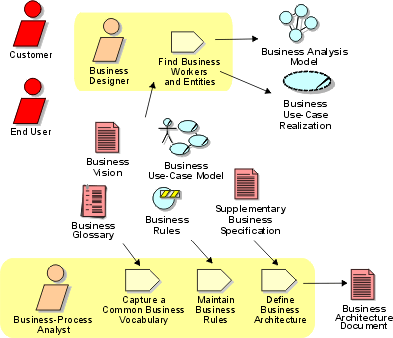 Customer
Business
Designer
Find Business
Workers
and Entities
Business Analysis
Model
End User
Business
Use-Case
Realization
Business
Vision
Business
Use-Case Model
Business
Glossary
Business
Rules
Supplementary
Business
Specification
Business-Process
Analyst
Capture a
Common Business
Vocabulary
Maintain
Business
Rules
Define
Business
Architecture
Business
Architecture
Document